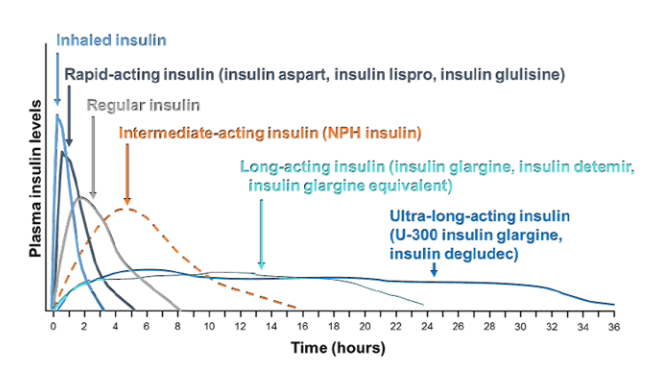 Inhaled insulin
Rapid-acting insulin (insulin aspart, insulin lispro, insulin glulisine)
Regular insulin
Intermediate-acting insulin (NPH insulin)
Long-acting insulin (insulin glargine, insulin detemir,
insulin glargine equivalent)
Ultra-long-acting insulin
(U-300 insulin glargine,
insulin degludec)
Plasma insulin levels
0 2 4 6 8 10 12 14 16 18 20 22 24 26 28 30 32 34 36
Time (hours)